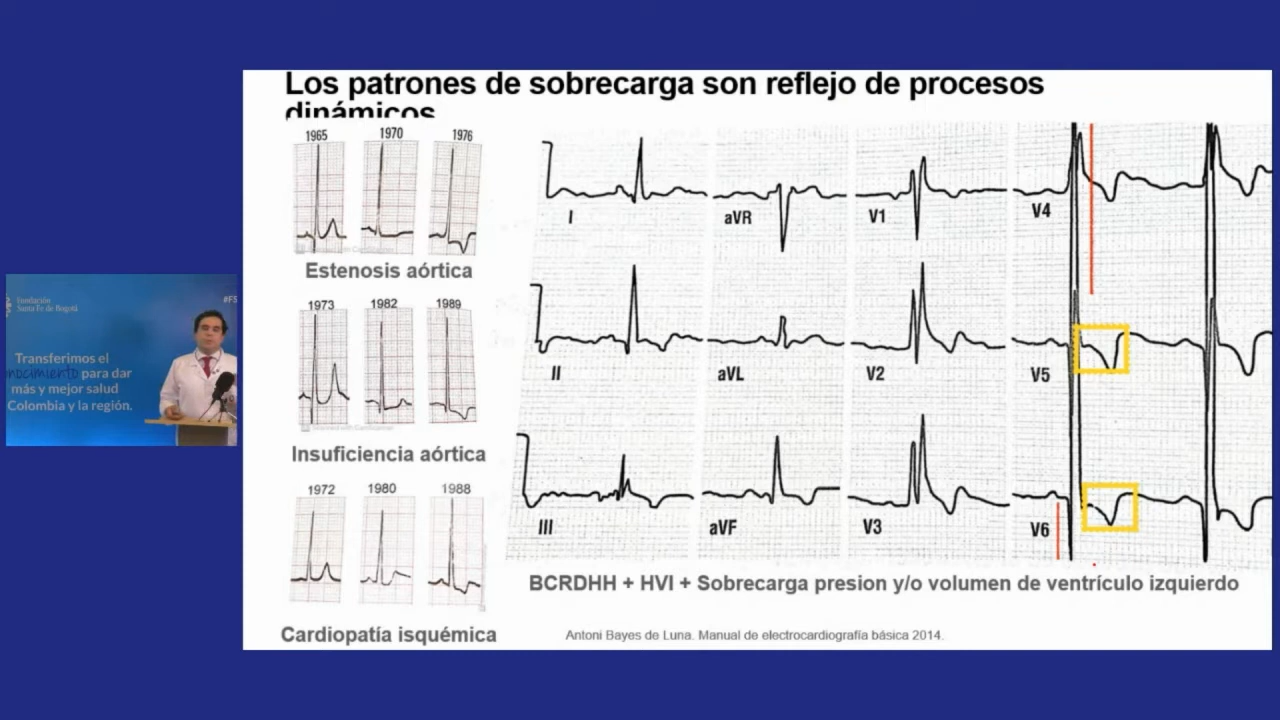 Los patrones de sobrecarga son reflejo de procesos
dinámicos
1965 1970 1976
Estenosis aórtica
1973 1982 1989
Insuficiencia aórtica
1972 1980 1988
Cardiopatía isquémica
I aVR V1 V4
II aVL V2 V5
III aVF V3 V6
BCRDHH + HVI + Sobrecarga presion y/o volumen de ventrículo izquierdo
Antoni Bayes de Luna. Manual de electrocardiografía básica 2014.
Fundación
Santa Fe de Bogotá
#FS
Transferimos el
nocimiento para dar
más y mejor salud
Colombia y la región.